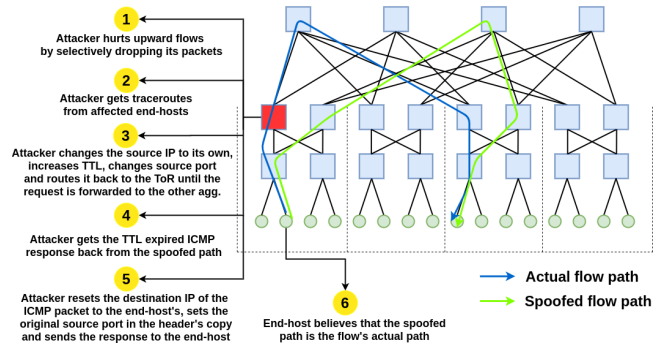 1
Attacker hurts upward flows
by selectively dropping its packets
2
Attacker gets traceroutes
from affected end-hosts
3
Attacker changes the source IP to its own,
increases TTL, changes source port
and routes it back to the ToR until the
request is forwarded to the other agg.
4
Attacker gets the TTL expired ICMP
response back from the spoofed path
5
Attacker resets the destination IP of the
ICMP packet to the end-host's, sets the
original source port in the header's copy
and sends the response to the end-host
6
End-host believes that the spoofed
path is the flow's actual path
Actual flow path
Spoofed flow path